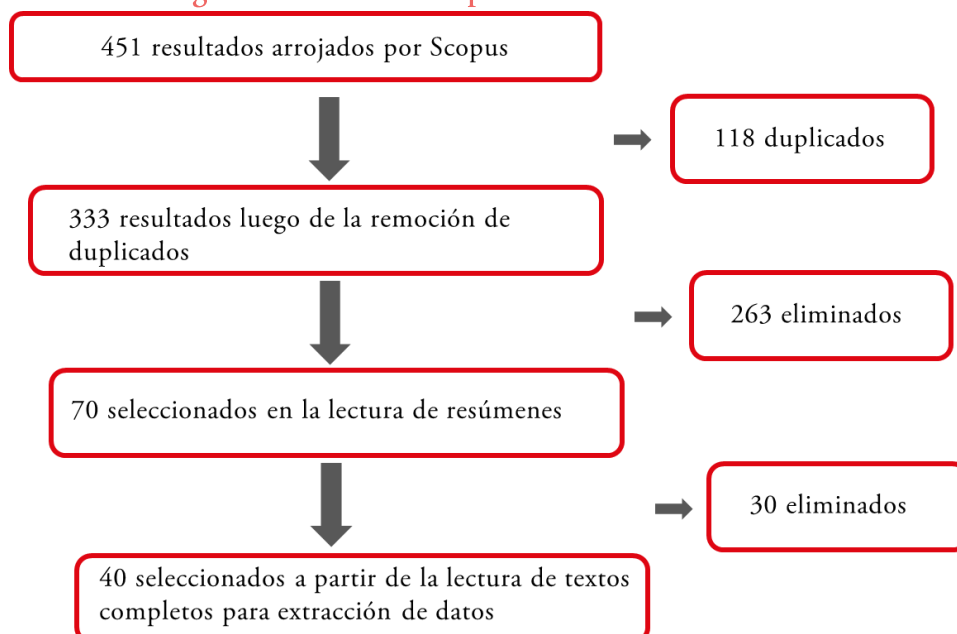 451 resultados arrojados por Scopus
118 duplicados
333 resultados luego de la remoción de
duplicados
263 eliminados
70 seleccionados en la lectura de resúmenes
30 eliminados
40 seleccionados a partir de la lectura de textos
completos para extracción de datos